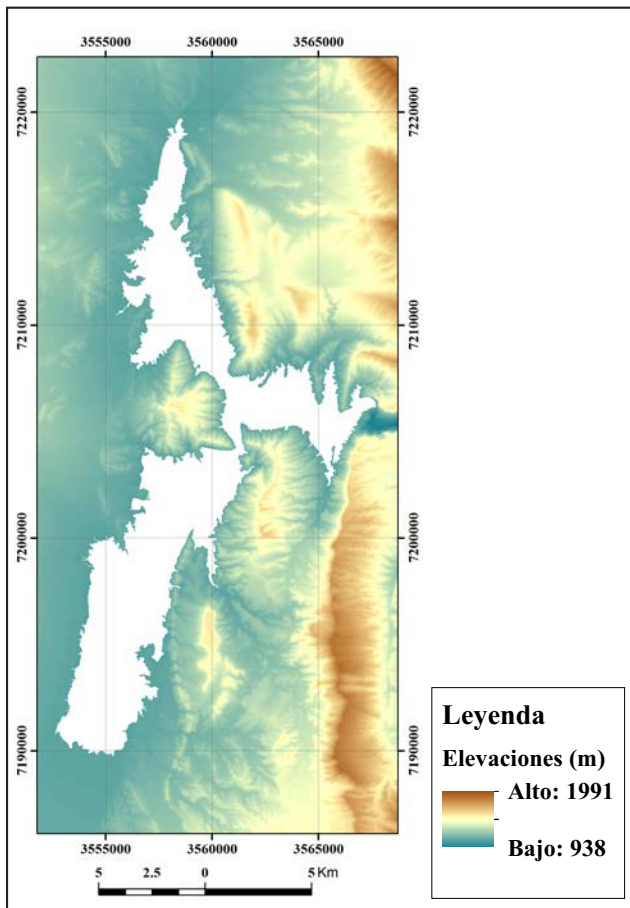 3555000 3560000 3565000
7220000 7220000
7210000 7210000
7200000 7200000
7190000 7190000
3555000 3560000 3565000
5 2.5 0 5 Km
Leyenda
Elevaciones (m)
Alto: 1991
Bajo: 938